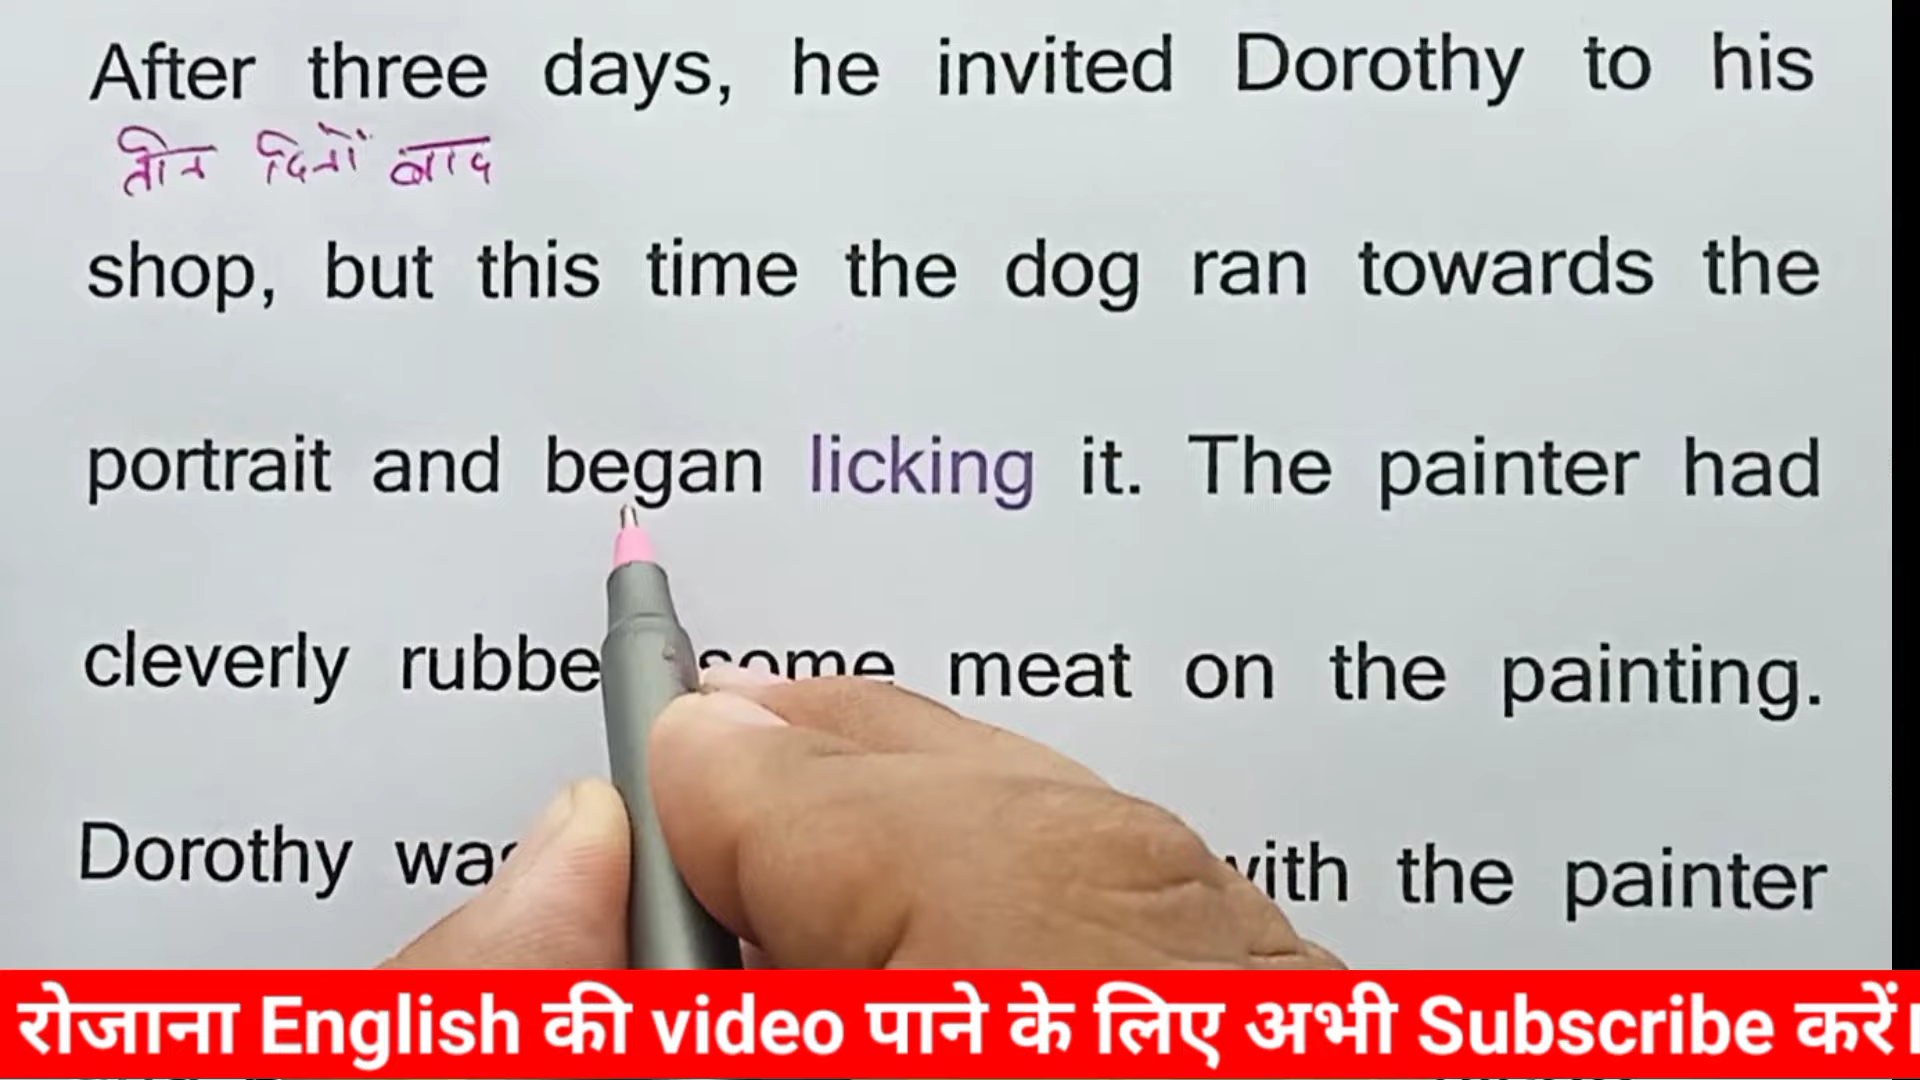 After three days, he invited Dorothy to his
तीन दिनों बाद
shop, but this time the dog ran towards the
portrait and began licking it. The painter had
cleverly some meat on the painting.
Dorothy with the painter
रोजाना English की video पाने के लिए अभी Subscribe करें।